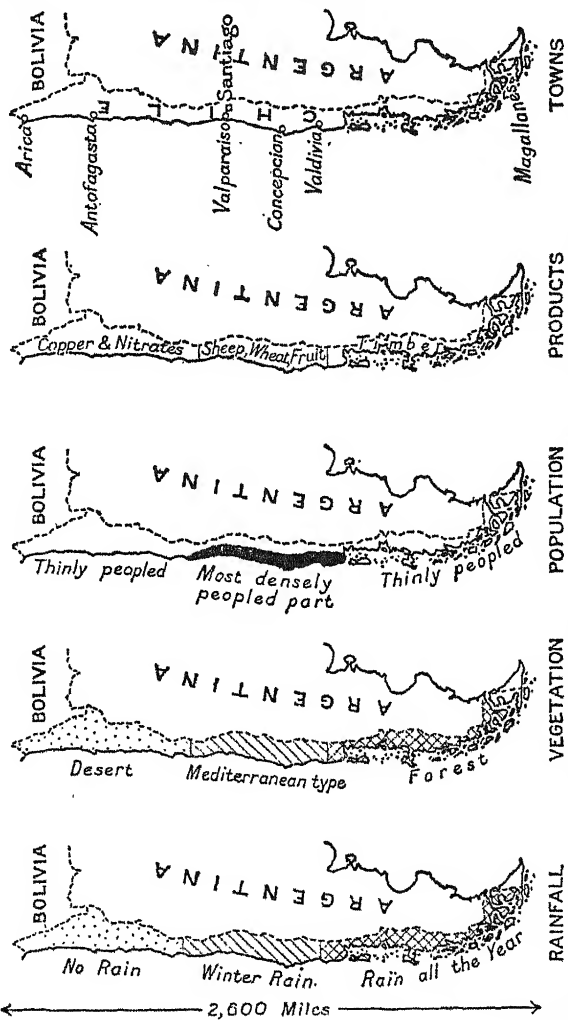 BOLIVIA
ARGENTINA
CHILE
Arica
Antofagasta
Valparaiso
Santiago
Concepcion
Valdivia
Magallanes
TOWNS
BOLIVIA
ARGENTINA
Copper & Nitrates
Sheep, Wheat, Fruit
Timber
PRODUCTS
BOLIVIA
ARGENTINA
Thinly peopled
Most densely
peopled part
Thinly peopled
POPULATION
BOLIVIA
ARGENTINA
Desert
Mediterranean type
Forest
VEGETATION
BOLIVIA
ARGENTINA
No Rain
Winter Rain.
Rain all the Year
RAINFALL
2,600 Miles